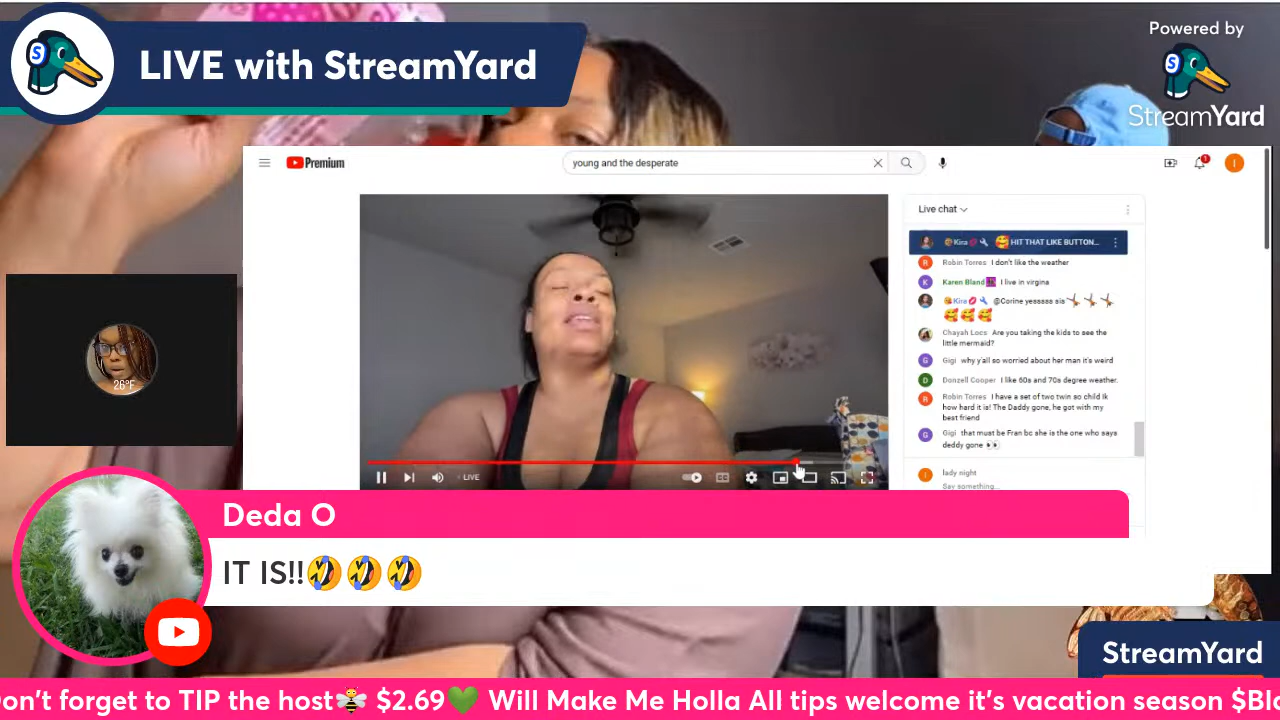 LIVE with StreamYard
Powered by
StreamYard
Premium
young and the desperate
1
I
Live chat
Kira HIT THAT LIKE BUTTON...
R Robin Torres I don't like the weather
K Karen Bland I live in virgina
Kira @Corine yesssss sis
🥰🥰🥰
Chayah Locs Are you taking the kids to see the
little mermaid?
G Gigi why y'all so worried about her man it's weird
D Donzell Cooper I like 60s and 70s degree weather.
R Robin Torres I have a set of two twin so child Ik
how hard it is! The Daddy gone, he got with my
best friend
G Gigi that must be Fran bc she is the one who says
deddy gone 👀
I lady night
Say something...
LIVE
26°F
Deda O
IT IS!!🤣🤣🤣
StreamYard
on't forget to TIP the host🐝 $2.69💚 Will Make Me Holla All tips welcome it's vacation season